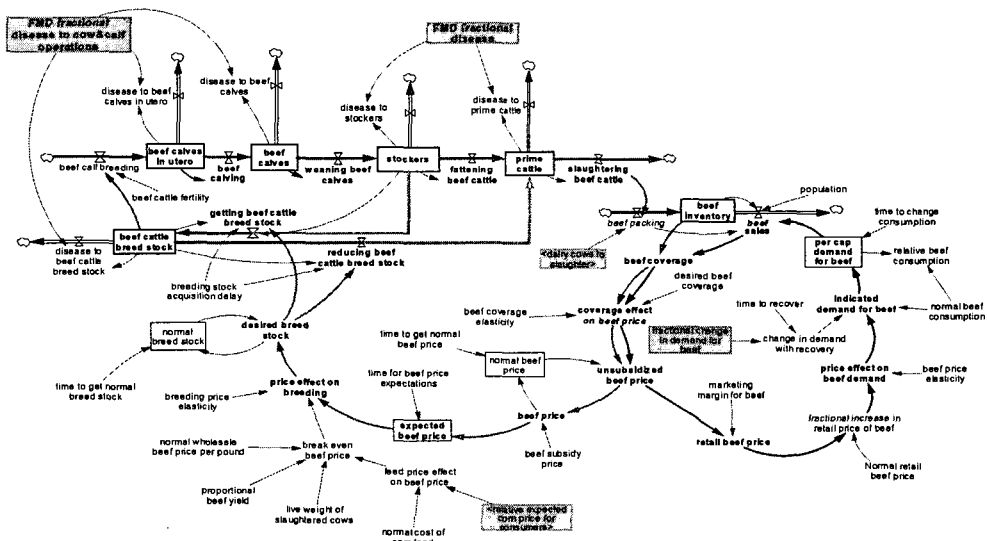 FMD fractional
disease to cow&calf
operations
FMD fractional
disease
disease to beef
calves in utero
disease to beef
calves
disease to
stockers
disease to
prime cattle
beef calves
in utero
beef
calves
stockers
prime
cattle
beef calf breeding
beef
calving
weaning beef
calves
fattening
beef cattle
slaughtering
beef cattle
beef cattle fertility
population
getting beef cattle
breed stock
beef
inventory
beef packing
beef
sales
time to change
consumption
beef cattle
breed stock
disease to
beef cattle
breed stock
reducing beef
cattle breed stock
<dairy cows to
slaughter>
per cap
demand
for beef
relative beef
consumption
beef coverage
breeding stock
acqusition delay
desired beef
coverage
indicated
demand for beef
normal beef
consumption
time to recover
beef coverage
elasticity
coverage effect
on beef price
fractional change
in demand for
beef
change in demand
with recovery
normal
breed stock
desired breed
stock
time to get normal
beef price
normal beef
price
unsubsidized
beef price
price effect on
beef demand
beef price
elasticity
time to get normal
breed stock
price effect on
breeding
time for beef price
expectations
breeding price
elasticity
marketing
margin for beef
expected
beef price
beef price
retail beef price
fractional increase in
retail price of beef
beef subsidy
price
Normal retail
beef price
normal wholesale
beef price per pound
break even
beef price
feed price effect
on beef price
proportional
beef yield
live weight of
slaughtered cows
<relative expected
corn price for
consumers>
normal cost of